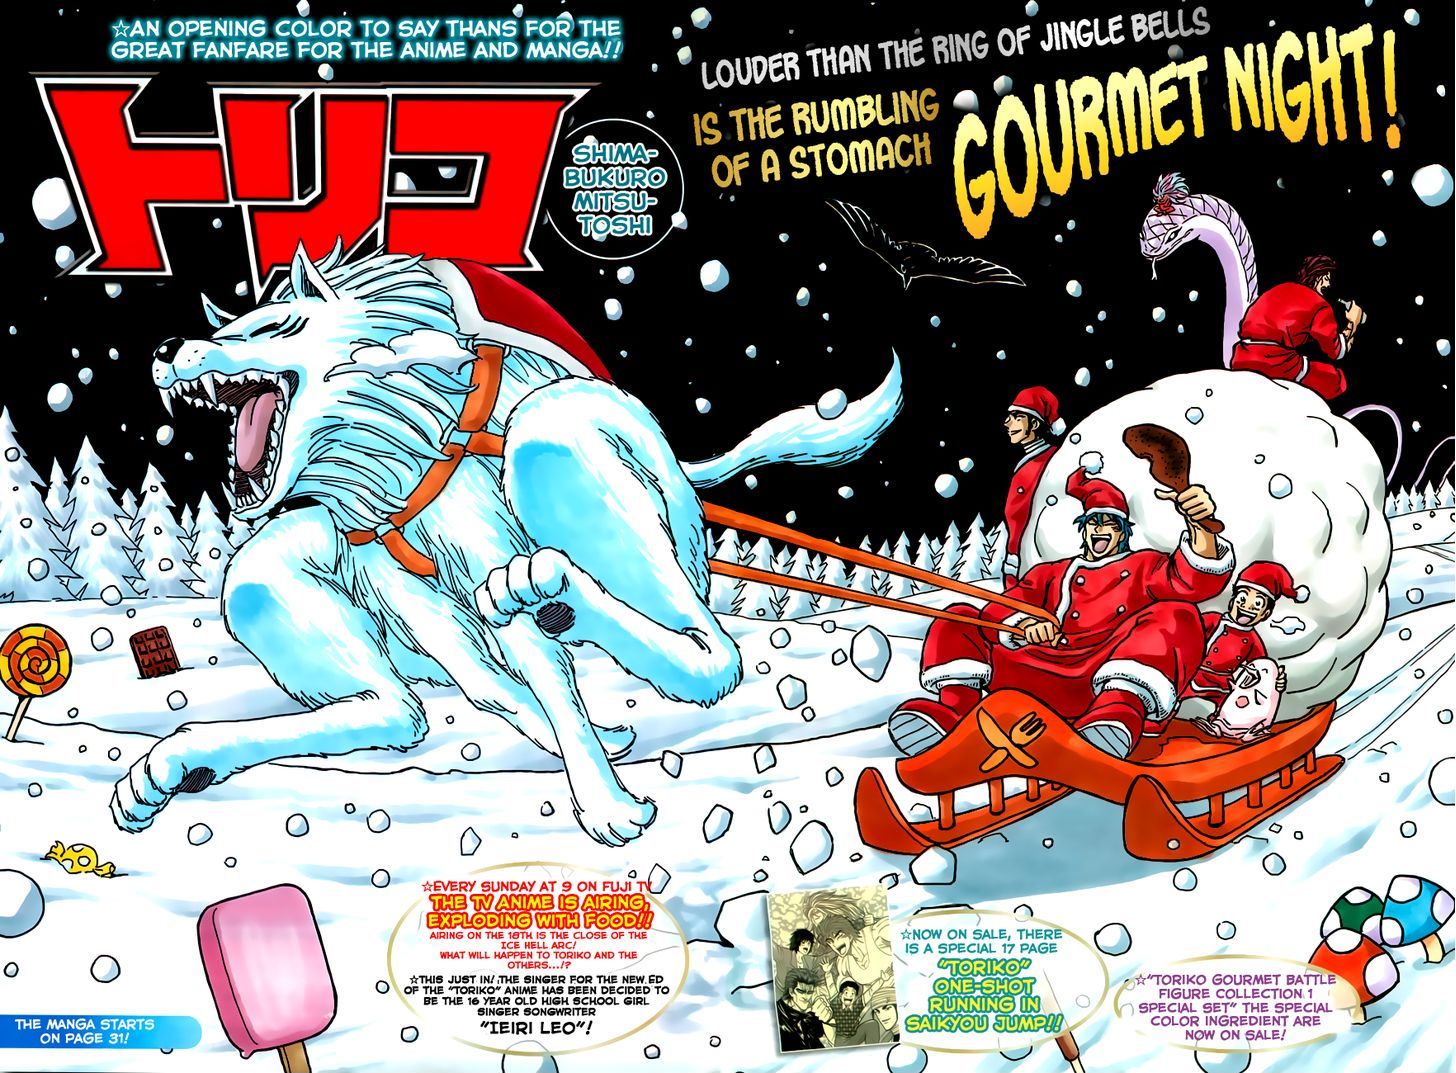 ☆AN OPENING COLOR TO SAY THANS FOR THE
GREAT FANFARE FOR THE ANIME AND MANGA!!
トリコ
SHIMA-
BUKURO
MITSU-
TOSHI
LOUDER THAN THE RING OF JINGLE BELLS
IS THE RUMBLING
OF A STOMACH
GOURMET NIGHT!
☆EVERY SUNDAY AT 9 ON FUJI TV
THE TV ANIME IS AIRING,
EXPLODING WITH FOOD!!
AIRING ON THE 18TH IS THE CLOSE OF THE
ICE HELL ARC!
WHAT WILL HAPPEN TO TORIKO AND THE
OTHERS...!?
☆THIS JUST IN! THE SINGER FOR THE NEW ED
OF THE "TORIKO" ANIME HAS BEEN DECIDED TO
BE THE 16 YEAR OLD HIGH SCHOOL GIRL
SINGER SONGWRITER
"IEIRI LEO"!
☆NOW ON SALE, THERE
IS A SPECIAL 17 PAGE
"TORIKO"
ONE-SHOT
RUNNING IN
SAIKYOU JUMP!!
☆"TORIKO GOURMET BATTLE
FIGURE COLLECTION 1
SPECIAL SET" THE SPECIAL
COLOR INGREDIENT ARE
NOW ON SALE!
THE MANGA STARTS
ON PAGE 31!